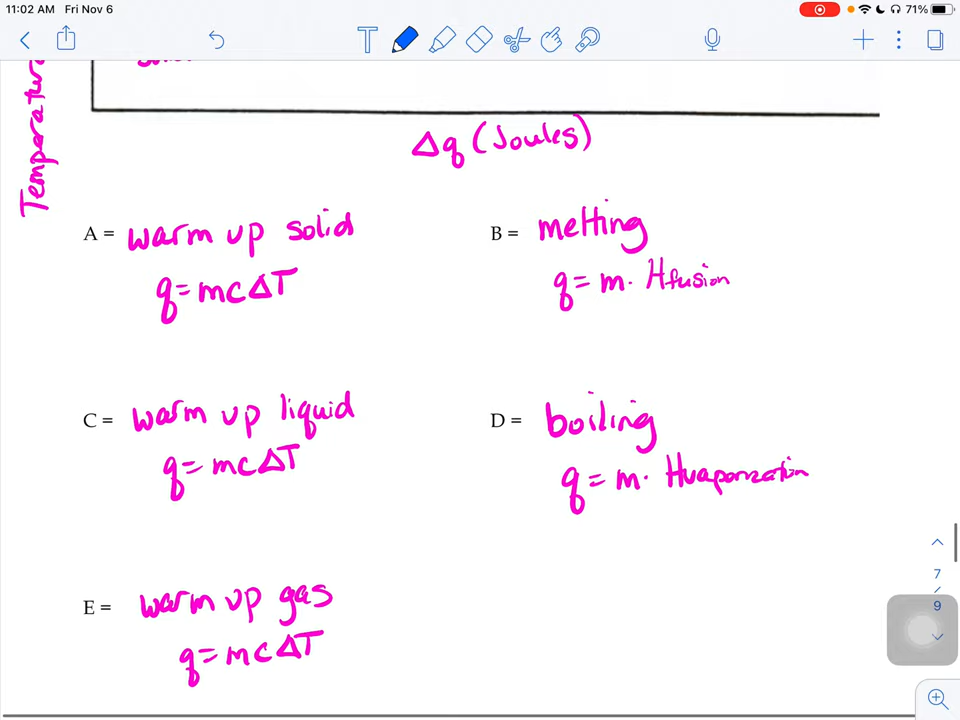 11:02 AM Fri Nov 6
71%
T
Temperature
Δq (Joules)
A = warm up solid
q = mcΔT
B = melting
q = m · Hfusion
C = warm up liquid
q = mcΔT
D = boiling
q = m · Hvaporization
E = warm up gas
q = mcΔT
7
/
9